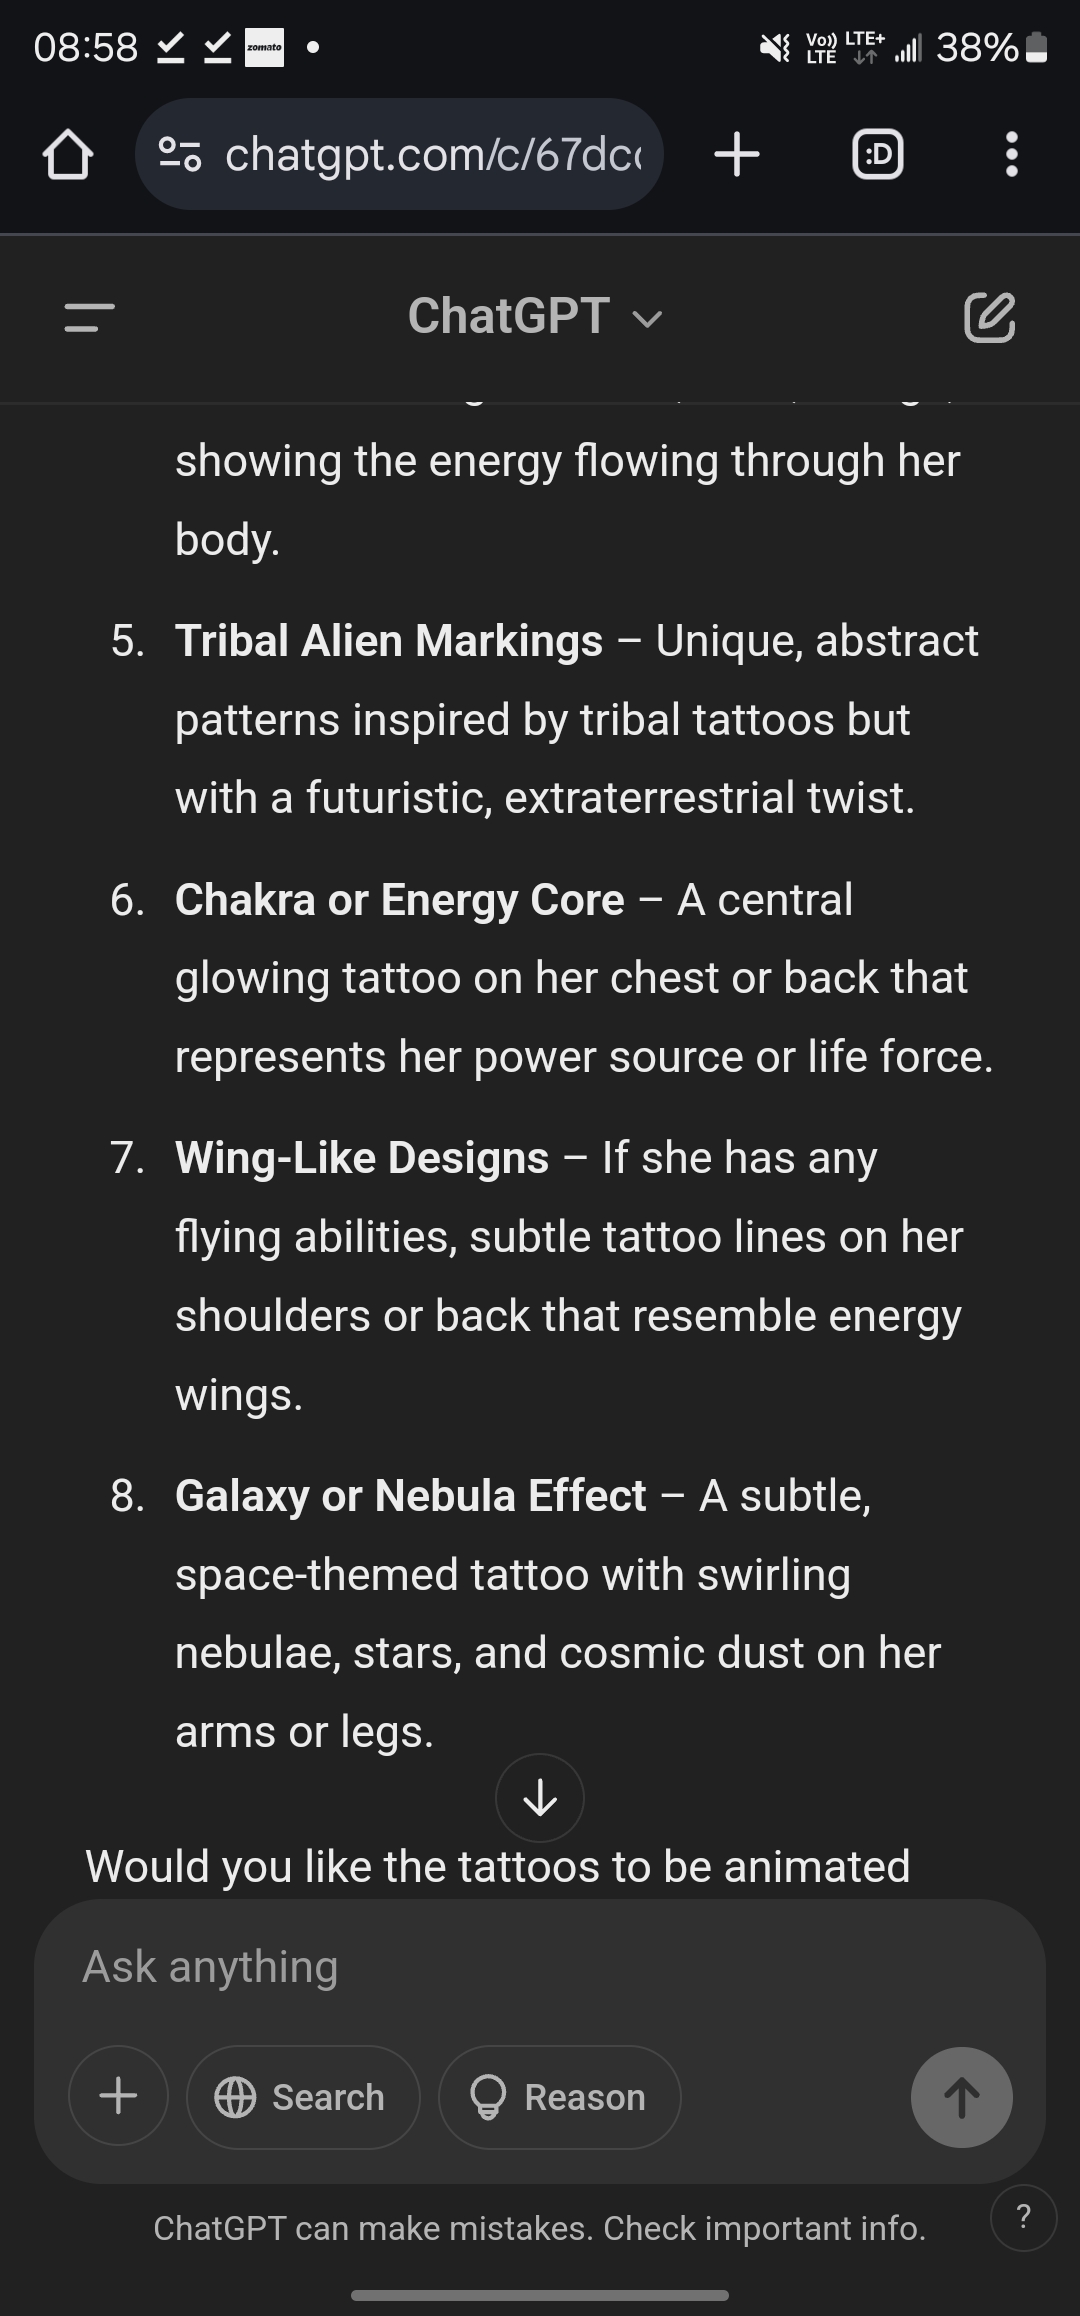 08:58 zomato Vo)) LTE LTE+ 38%
chatgpt.com/c/67dc
:D
ChatGPT
showing the energy flowing through her
body.
5. Tribal Alien Markings – Unique, abstract
patterns inspired by tribal tattoos but
with a futuristic, extraterrestrial twist.
6. Chakra or Energy Core – A central
glowing tattoo on her chest or back that
represents her power source or life force.
7. Wing-Like Designs – If she has any
flying abilities, subtle tattoo lines on her
shoulders or back that resemble energy
wings.
8. Galaxy or Nebula Effect – A subtle,
space-themed tattoo with swirling
nebulae, stars, and cosmic dust on her
arms or legs.
Would you like the tattoos to be animated
Ask anything
Search Reason
ChatGPT can make mistakes. Check important info. ?